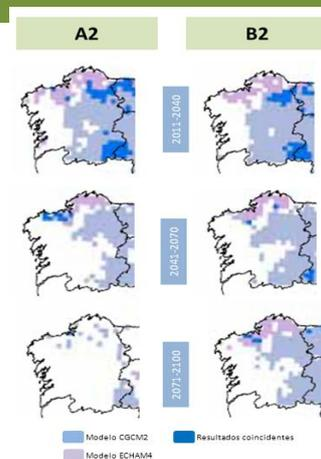 A2 B2
2011-2040
2041-2070
2071-2100
Modelo CGCM2 Resultados coincidentes
Modelo ECHAM4